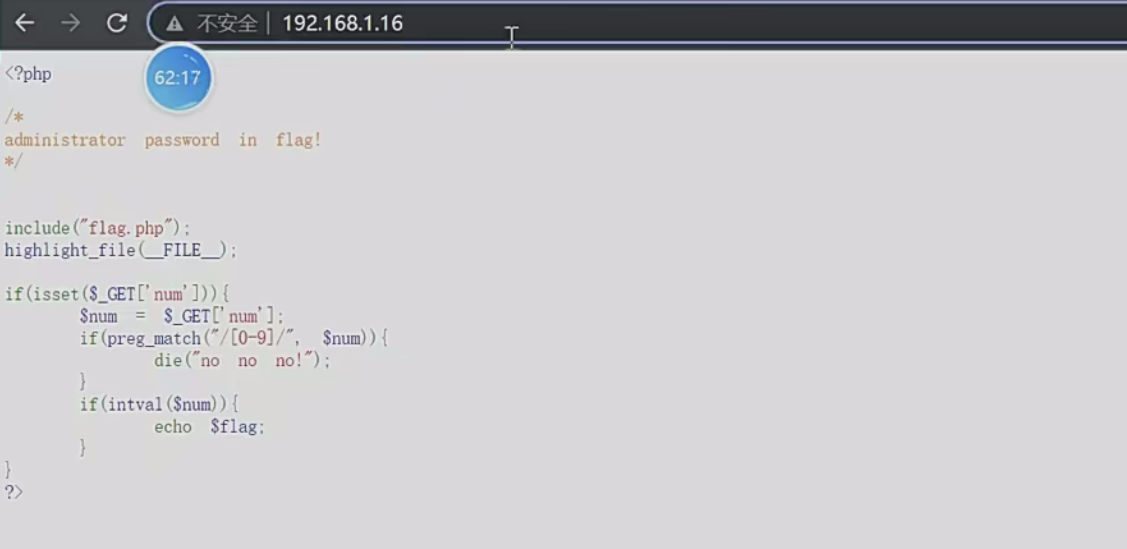 不安全 | 192.168.1.16
<?php
62:17
/*
administrator password in flag!
*/
include("flag.php");
highlight_file(__FILE__);
if(isset($_GET['num'])){
$num = $_GET['num'];
if(preg_match("/[0-9]/", $num)){
die("no no no!");
}
if(intval($num)){
echo $flag;
}
}
?>